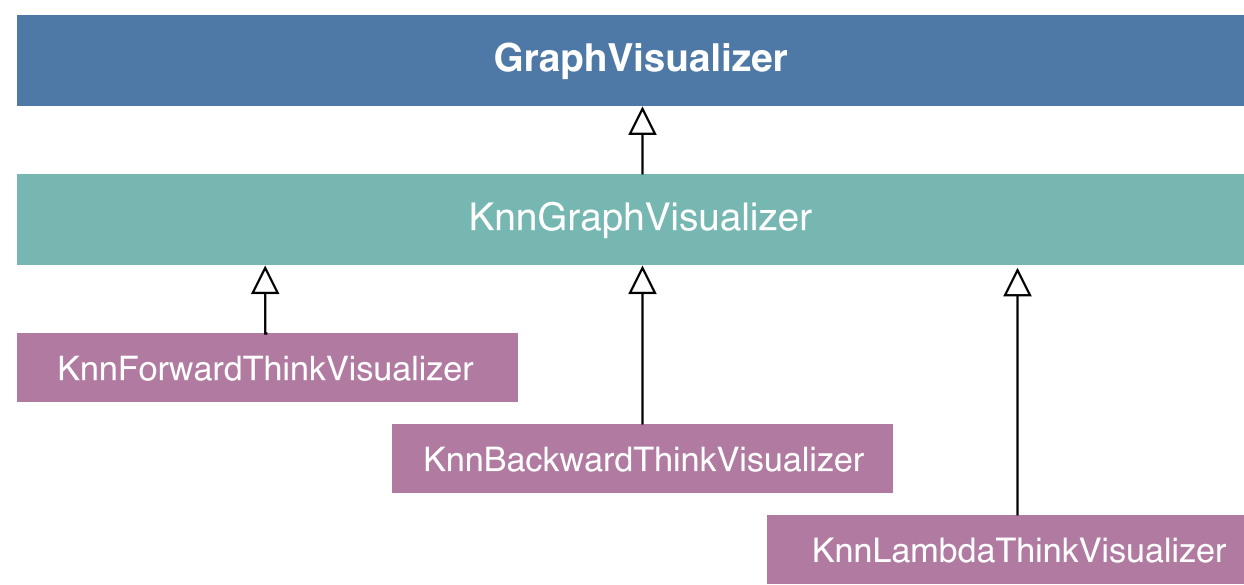 GraphVisualizer
KnnGraphVisualizer
KnnForwardThinkVisualizer
KnnBackwardThinkVisualizer
KnnLambdaThinkVisualizer